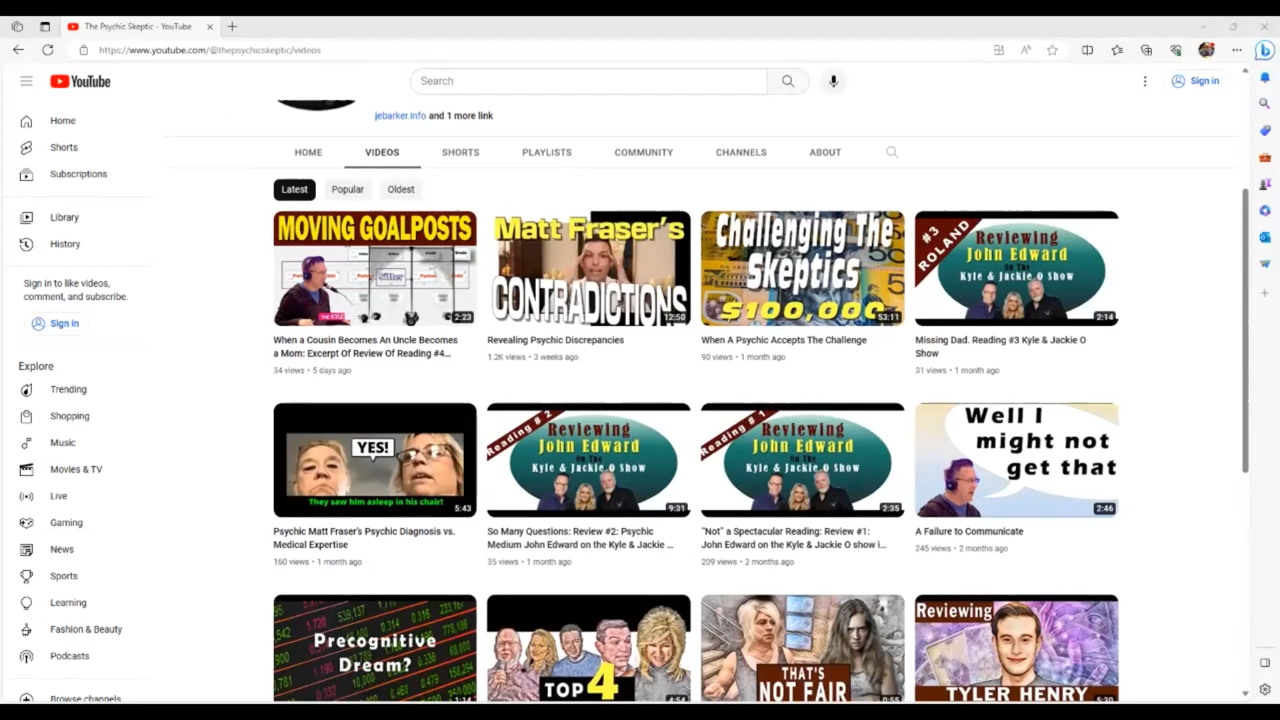 The Psychic Skeptic - YouTube
https://www.youtube.com/@thepsychicskeptic/videos
YouTube
Search
Sign in
Home
Shorts
Subscriptions
Library
History
Sign in to like videos,
comment, and subscribe.
Sign in
Explore
Trending
Shopping
Music
Movies & TV
Live
Gaming
News
Sports
Learning
Fashion & Beauty
Podcasts
Browse channels
jebarker.info and 1 more link
HOME
VIDEOS
SHORTS
PLAYLISTS
COMMUNITY
CHANNELS
ABOUT
Latest
Popular
Oldest
MOVING GOALPOSTS
Sitter
THE KYLE
2:23
When a Cousin Becomes An Uncle Becomes
a Mom: Excerpt Of Review Of Reading #4...
34 views • 5 days ago
Matt Fraser's
CONTRADICTIONS
12:50
Revealing Psychic Discrepancies
1.2K views • 3 weeks ago
Challenging The
Skeptics
$100,000
53:11
When A Psychic Accepts The Challenge
90 views • 1 month ago
#3
ROLAND
Reviewing
John Edward
On The
Kyle & Jackie O Show
2:14
Missing Dad. Reading #3 Kyle & Jackie O
Show
31 views • 1 month ago
YES!
They saw him asleep in his chair!
5:43
Psychic Matt Fraser's Psychic Diagnosis vs.
Medical Expertise
160 views • 1 month ago
Reading # 2
Reviewing
John Edward
On The
Kyle & Jackie O Show
9:31
So Many Questions: Review #2: Psychic
Medium John Edward on the Kyle & Jackie ...
35 views • 1 month ago
Reading # 1
Reviewing
John Edward
On The
Kyle & Jackie O Show
2:35
"Not" a Spectacular Reading: Review #1:
John Edward on the Kyle & Jackie O show i...
209 views • 2 months ago
Well I
might not
get that
2:46
A Failure to Communicate
245 views • 2 months ago
Precognitive
Dream?
1:14
TOP 4
4:54
THAT'S
NOT FAIR
0:55
Reviewing
TYLER HENRY
5:20